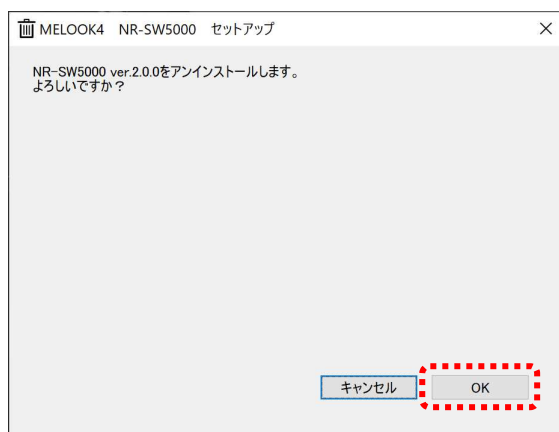 MELOOK4 NR-SW5000 セットアップ
NR-SW5000 ver.2.0.0をアンインストールします。
よろしいですか？
キャンセル
OK